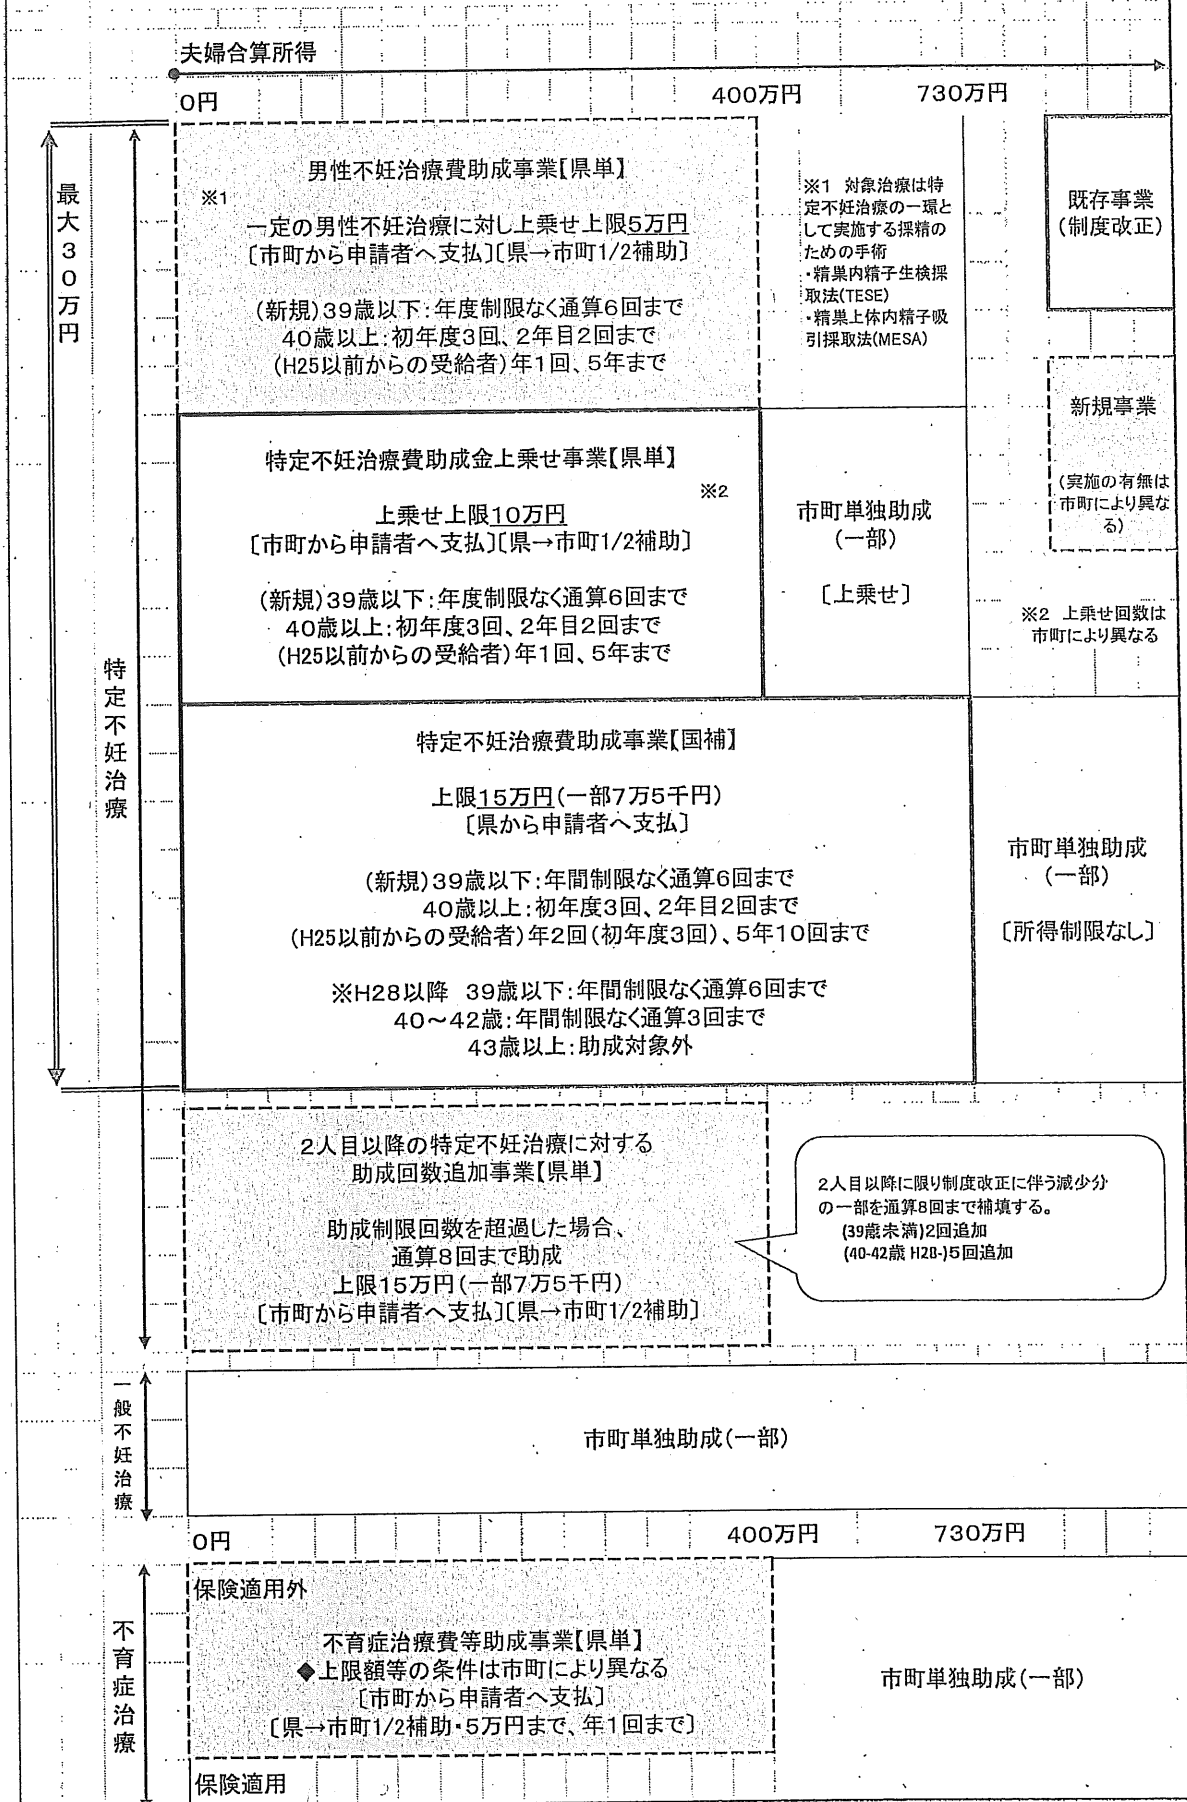 夫婦合算所得
0円
400万円
730万円
最大30万円
特定不妊治療
男性不妊治療費助成事業【県単】
※1
一定の男性不妊治療に対し上乗せ上限5万円
〔市町から申請者へ支払〕〔県→市町1/2補助〕
(新規)39歳以下:年度制限なく通算6回まで
40歳以上:初年度3回、2年目2回まで
(H25以前からの受給者)年1回、5年まで
※1 対象治療は特
定不妊治療の一環と
して実施する採精の
ための手術
・精巣内精子生検採
取法(TESE)
・精巣上体内精子吸
引採取法(MESA)
既存事業
(制度改正)
新規事業
(実施の有無は
市町により異な
る)
※2 上乗せ回数は
市町により異なる
特定不妊治療費助成金上乗せ事業【県単】
※2
上乗せ上限10万円
〔市町から申請者へ支払〕〔県→市町1/2補助〕
(新規)39歳以下:年度制限なく通算6回まで
40歳以上:初年度3回、2年目2回まで
(H25以前からの受給者)年1回、5年まで
市町単独助成
(一部)
〔上乗せ〕
特定不妊治療費助成事業【国補】
上限15万円(一部7万5千円)
〔県から申請者へ支払〕
(新規)39歳以下:年間制限なく通算6回まで
40歳以上:初年度3回、2年目2回まで
(H25以前からの受給者)年2回(初年度3回)、5年10回まで
※H28以降 39歳以下:年間制限なく通算6回まで
40～42歳:年間制限なく通算3回まで
43歳以上:助成対象外
市町単独助成
(一部)
〔所得制限なし〕
2人目以降の特定不妊治療に対する
助成回数追加事業【県単】
助成制限回数を超過した場合、
通算8回まで助成
上限15万円(一部7万5千円)
〔市町から申請者へ支払〕〔県→市町1/2補助〕
2人目以降に限り制度改正に伴う減少分
の一部を通算8回まで補填する。
(39歳未満)2回追加
(40-42歳 H28-)5回追加
一般不妊治療
市町単独助成(一部)
0円
400万円
730万円
不育症治療
保険適用外
不育症治療費等助成事業【県単】
◆上限額等の条件は市町により異なる
〔市町から申請者へ支払〕
〔県→市町1/2補助・5万円まで、年1回まで〕
市町単独助成(一部)
保険適用